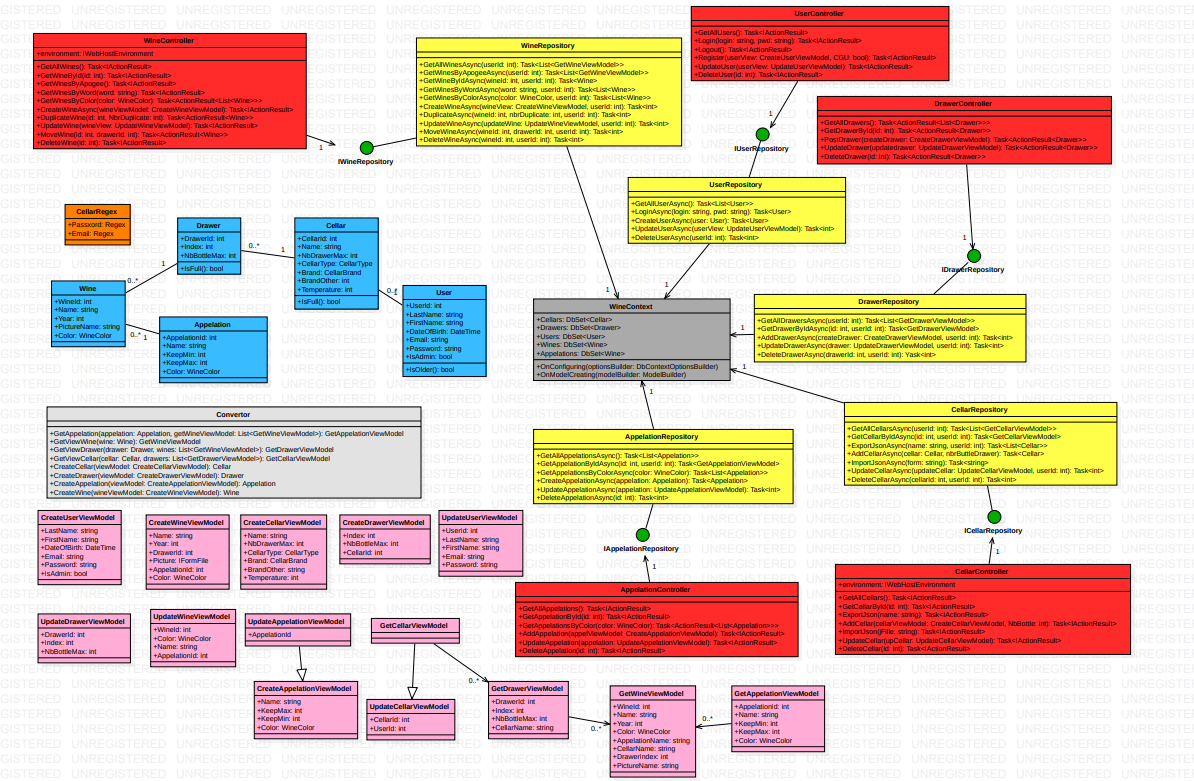 WineController
+environment: IWebHostEnvironment
+GetAllWines(): Task<IActionResult>
+GetWineById(id: int): Task<IActionResult>
+GetWinesByApogee(): Task<IActionResult>
+GetWinesByWord(word: string): Task<IActionResult>
+GetWinesByColor(color: WineColor): Task<ActionResult<List<Wine>>>
+CreateWineAsync(wineViewModel: CreateWineViewModel): Task<IActionResult>
+DuplicateWine(id: int, NbrDuplicate: int): Task<ActionResult<Wine>>
+UpdateWine(wineView: UpdateWineViewModel): Task<IActionResult>
+MoveWine(id: int, drawerId: int): Task<ActionResult<Wine>>
+DeleteWine(id: int): Task<IActionResult>
1
IWineRepository
WineRepository
+GetAllWinesAsync(userId: int): Task<List<GetWineViewModel>>
+GetWinesByApogeeAsync(userId: int): Task<List<GetWineViewModel>>
+GetWineByIdAsync(wineId: int, userId: int): Task<Wine>
+GetWinesByWordAsync(word: string, userId: int): Task<List<Wine>>
+GetWinesByColorAsync(color: WineColor, userId: int): Task<List<Wine>>
+CreateWineAsync(wineView: CreateWineViewModel, userId: int): Task<int>
+DuplicateAsync(wineId: int, nbrDuplicate: int, userId: int): Task<int>
+UpdateWineAsync(wineUpdate: UpdateWineViewModel, userId: int): Task<int>
+MoveWineAsync(wineId: int, drawerId: int, userId: int): Task<int>
+DeleteWineAsync(wineId: int, userId: int): Task<int>
UserController
+GetAllUsers(): Task<IActionResult>
+Login(login: string, pwd: string): Task<IActionResult>
+Logout(): Task<IActionResult>
+Register(userView: CreateUserViewModel, CGU: bool): Task<IActionResult>
+UpdateUser(userView: UpdateUserViewModel): Task<IActionResult>
+DeleteUser(id: int): Task<IActionResult>
1
IUserRepository
DrawerController
+GetAllDrawers(): Task<ActionResult<List<Drawer>>>
+GetDrawerById(id: int): Task<ActionResult<Drawer>>
+PostDrawer(createDrawer: CreateDrawerViewModel): Task<ActionResult<Drawer>>
+UpdateDrawer(updatedrawer: UpdateDrawerViewModel): Task<ActionResult<Drawer>>
+DeleteDrawer(id: int): Task<ActionResult<Drawer>>
1
IDrawerRepository
UserRepository
+GetAllUserAsync(): Task<List<User>>
+LoginAsync(login: string, pwd: string): Task<User>
+CreateUserAsync(user: User): Task<User>
+UpdateUserAsync(userView: UpdateUserViewModel): Task<int>
+DeleteUserAsync(userId: int): Task<int>
CellarRegex
+Password: Regex
+Email: Regex
Drawer
+DrawerId: int
+Index: int
+NbBottleMax: int
+IsFull(): bool
0..*
1
Cellar
+CellarId: int
+Name: string
+NbDrawerMax: int
+CellarType: CellarType
+Brand: CellarBrand
+BrandOther: int
+Temperature: int
+IsFull(): bool
0..*
1
User
+UserId: int
+LastName: string
+FirstName: string
+DateOfBirth: DateTime
+Email: string
+Password: string
+IsAdmin: bool
+IsOlder(): bool
Wine
+WineId: int
+Name: string
+Year: int
+PictureName: string
+Color: WineColor
1
0..*
0..*
1
Appelation
+AppelationId: int
+Name: string
+KeepMin: int
+KeepMax: int
+Color: WineColor
1
1
WineContext
+Cellars: DbSet<Cellar>
+Drawers: DbSet<Drawer>
+Users: DbSet<User>
+Wines: DbSet<Wine>
+Appelations: DbSet<Wine>
+OnConfiguring(optionsBuilder: DbContextOptionsBuilder)
+OnModelCreating(modelBuilder: ModelBuilder)
1
1
1
DrawerRepository
+GetAllDrawersAsync(userId: int): Task<List<GetDrawerViewModel>>
+GetDrawerByIdAsync(id: int, userId: int): Task<GetDrawerViewModel>
+AddDrawerAsync(createDrawer: CreateDrawerViewModel, userId: int): Task<int>
+UpdateDrawerAsync(drawer: UpdateDrawerViewModel, userId: int): Task<int>
+DeleteDrawerAsync(drawerId: int, userId: int): Yask<int>
Convertor
+GetAppelation(appelation: Appelation, getWineViewModel: List<GetWineViewModel>): GetAppelationViewModel
+GetViewWine(wine: Wine): GetWineViewModel
+GetViewDrawer(drawer: Drawer, wines: List<GetWineViewModel>): GetDrawerViewModel
+GetViewCellar(cellar: Cellar, drawers: List<GetDrawerViewModel>): GetCellarViewModel
+CreateCellar(viewModel: CreateCellarViewModel): Cellar
+CreateDrawer(viewModel: CreateDrawerViewModel): Drawer
+CreateAppelation(viewModel: CreateAppelationViewModel): Appelation
+CreateWine(wineViewModel: CreateWineViewModel): Wine
AppelationRepository
+GetAllAppelationsAsync(): Task<List<Appelation>>
+GetAppelationByIdAsync(id: int, userId: int): Task<GetAppelationViewModel>
+GetAppelationsByColorAsync(color: WineColor): Task<List<Appelation>>
+CreateAppelationAsync(appelation: Appelation): Task<Appelation>
+UpdateAppelationAsync(appelation: UpdateAppelationViewModel): Task<int>
+DeleteAppelationAsync(id: int): Task<int>
IAppelationRepository
1
CellarRepository
+GetAllCellarsAsync(userId: int): Task<List<GetCellarViewModel>>
+GetCellarByIdAsync(id: int, userId: int): Task<GetCellarViewModel>
+ExportJsonAsync(name: string, userId: int): Task<List<Cellar>>
+AddCellarAsync(cellar: Cellar, nbrButtleDrawer: int): Task<Cellar>
+ImportJsonAsync(form: string): Task<string>
+UpdateCellarAsync(updateCellar: UpdateCellarViewModel, userId: int): Task<int>
+DeleteCellarAsync(cellarId: int, userId: int): Task<int>
ICellarRepository
1
AppelationController
+GetAllAppelations(): Task<IActionResult>
+GetAppelationById(id: int): Task<IActionResult>
+GetAppelationsByColor(color: WineColor): Task<ActionResult<List<Appelation>>>
+AddAppelation(appelViewModel: CreateAppelationViewModel): Task<IActionResult>
+UpdateAppelation(appelation: UpdateAppelationViewModel): Task<IActionResult>
+DeleteAppelation(id: int): Task<IActionResult>
CellarController
+environment: IWebHostEnvironment
+GetAllCellars(): Task<IActionResult>
+GetCellarById(id: int): Task<IActionResult>
+ExportJson(name: string): Task<IActionResult>
+AddCellar(cellarViewModel: CreateCellarViewModel, NbBottle: int): Task<IActionResult>
+ImportJson(jFile: string): Task<IActionResult>
+UpdateCellar(upCellar: UpdateCellarViewModel): Task<IActionResult>
+DeleteCellar(id: int): Task<IActionResult>
CreateUserViewModel
+LastName: string
+FirstName: string
+DateOfBirth: DateTime
+Email: string
+Password: string
+IsAdmin: bool
CreateWineViewModel
+Name: string
+Year: int
+DrawerId: int
+Picture: IFormFile
+AppelationId: int
+Color: WineColor
CreateCellarViewModel
+Name: string
+NbDrawerMax: int
+CellarType: CellarType
+Brand: CellarBrand
+BrandOther: string
+Temperature: int
CreateDrawerViewModel
+Index: int
+NbBottleMax: int
+CellarId: int
UpdateUserViewModel
+UserId: int
+LastName: string
+FirstName: string
+Email: string
+Password: string
UpdateDrawerViewModel
+DrawerId: int
+Index: int
+NbBottleMax: int
UpdateWineViewModel
+WineId: int
+Color: WineColor
+Name: string
+AppelationId: int
UpdateAppelationViewModel
+AppelationId
GetCellarViewModel
CreateAppelationViewModel
+Name: string
+KeepMax: int
+KeepMin: int
+Color: WineColor
UpdateCellarViewModel
+CellarId: int
+UserId: int
0..*
GetDrawerViewModel
+DrawerId: int
+Index: int
+NbBottleMax: int
+CellarName: string
0..*
GetWineViewModel
+WineId: int
+Name: string
+Year: int
+Color: WineColor
+AppelationName: string
+CellarName: string
+DrawerIndex: int
+PictureName: string
0..*
GetAppelationViewModel
+AppelationId: int
+Name: string
+KeepMin: int
+KeepMax: int
+Color: WineColor